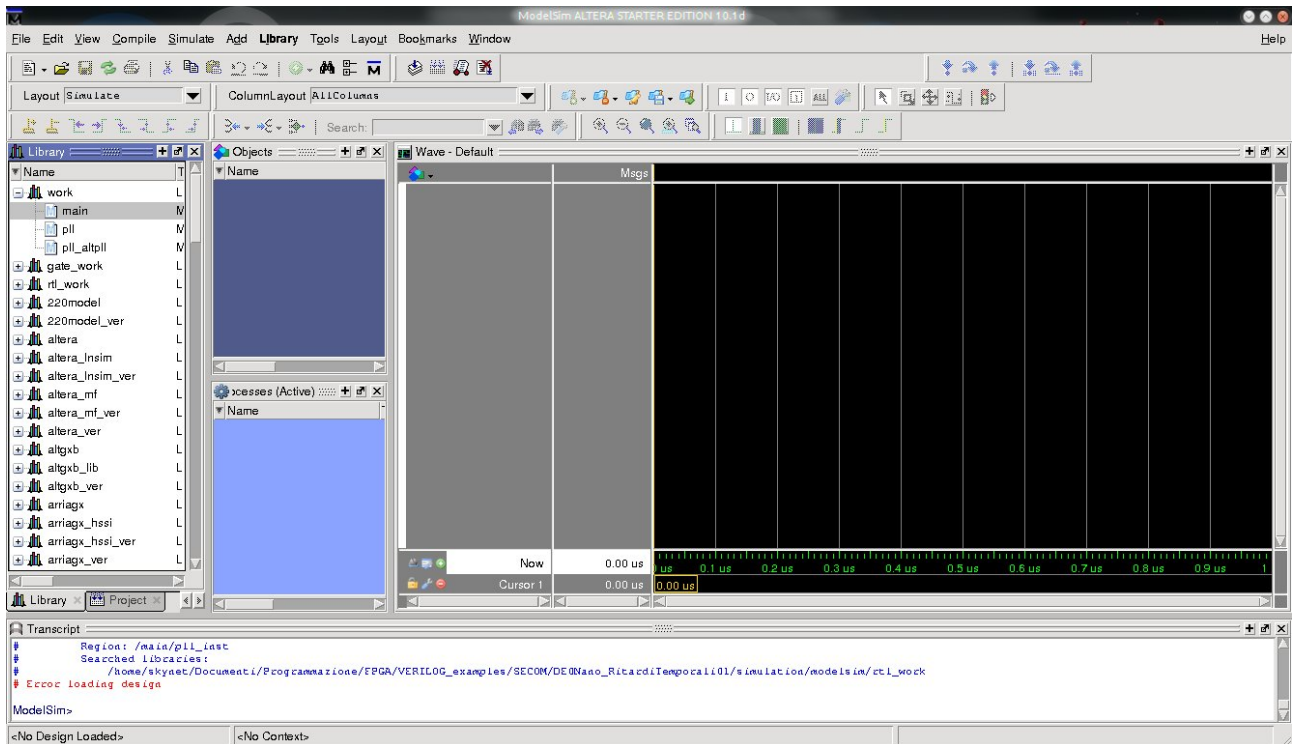 ModelSim ALTERA STARTER EDITION 10.1d
File Edit View Compile Simulate Add Library Tools Layout Bookmarks Window Help
Layout Simulate
ColumnLayout AllColumns
Search:
Library
Objects
Wave - Default
Name T
Name
Msgs
work L
main M
pll M
pll_altpll M
gate_work L
rtl_work L
220model L
220model_ver L
altera L
altera_lnsim L
altera_lnsim_ver L
altera_mf L
altera_mf_ver L
altera_ver L
altgxb L
altgxb_lib L
altgxb_ver L
arriagx L
arriagx_hssi L
arriagx_hssi_ver L
arriagx_ver L
ocesses (Active)
Name
Now 0.00 us
us 0.1 us 0.2 us 0.3 us 0.4 us 0.5 us 0.6 us 0.7 us 0.8 us 0.9 us 1
Cursor 1 0.00 us 0.00 us
Library Project
Transcript
# Region: /main/pll_inst
# Searched libraries:
# /home/skynet/Documenti/Programmazione/FPGA/VERILOG_examples/SECOM/DE0Nano_RitardiTemporali01/simulation/modelsim/rtl_work
# Error loading design
ModelSim>
<No Design Loaded> <No Context>